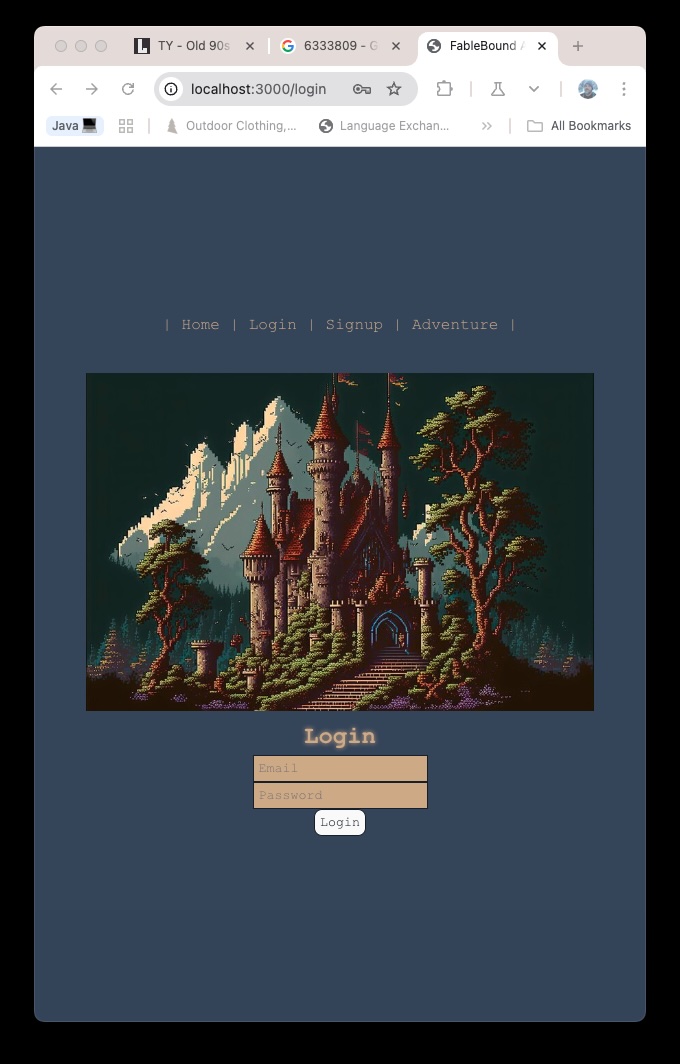 TY - Old 90s
6333809 - G
FableBound A
localhost:3000/login
Java
Outdoor Clothing,...
Language Exchan...
All Bookmarks
| Home | Login | Signup | Adventure |
Login
Email
Password
Login